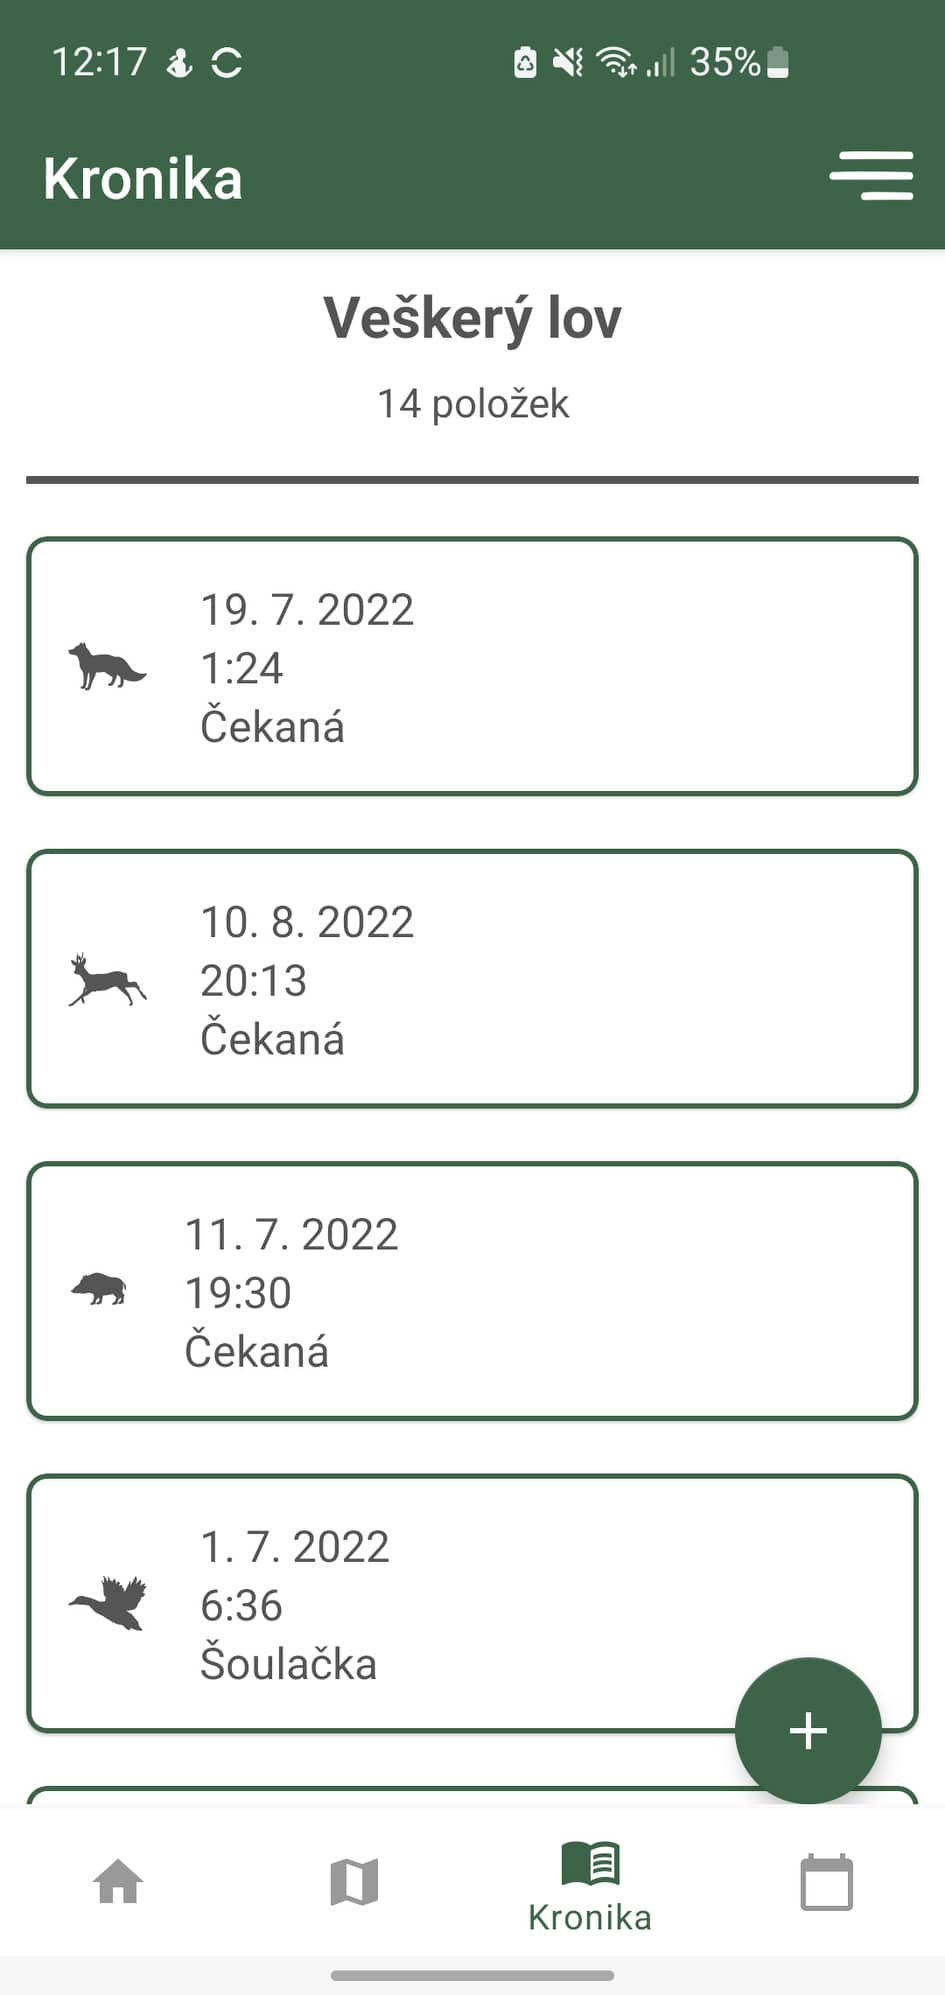 12:17
35%
Kronika
Veškerý lov
14 položek
19. 7. 2022
1:24
Čekaná
10. 8. 2022
20:13
Čekaná
11. 7. 2022
19:30
Čekaná
1. 7. 2022
6:36
Šoulačka
Kronika